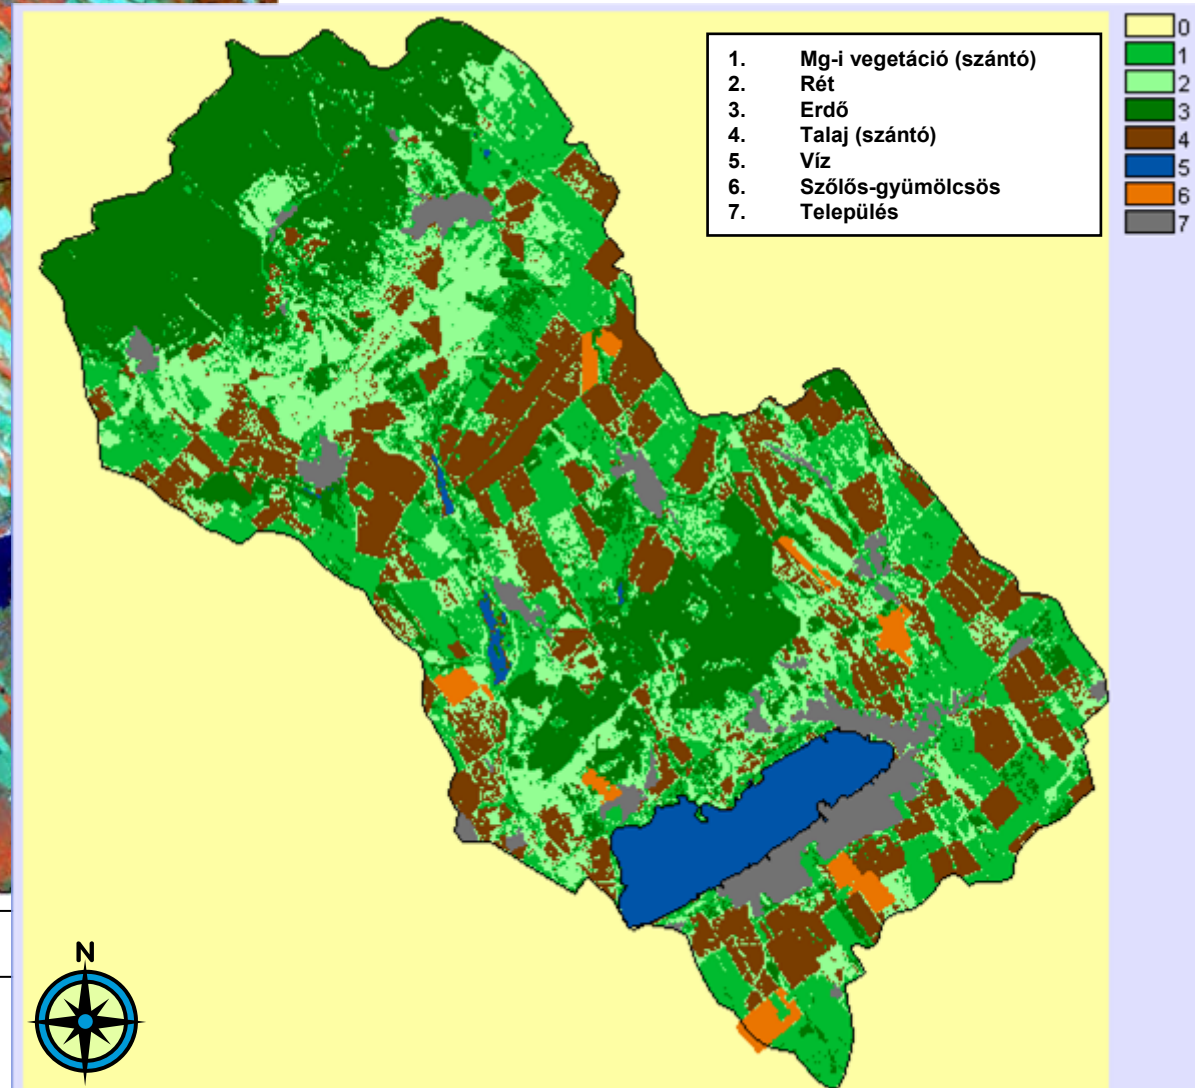 1. Mg-i vegetáció (szántó)
2. Rét
3. Erdő
4. Talaj (szántó)
5. Víz
6. Szőlős-gyümölcsös
7. Település
0
1
2
3
4
5
6
7
N